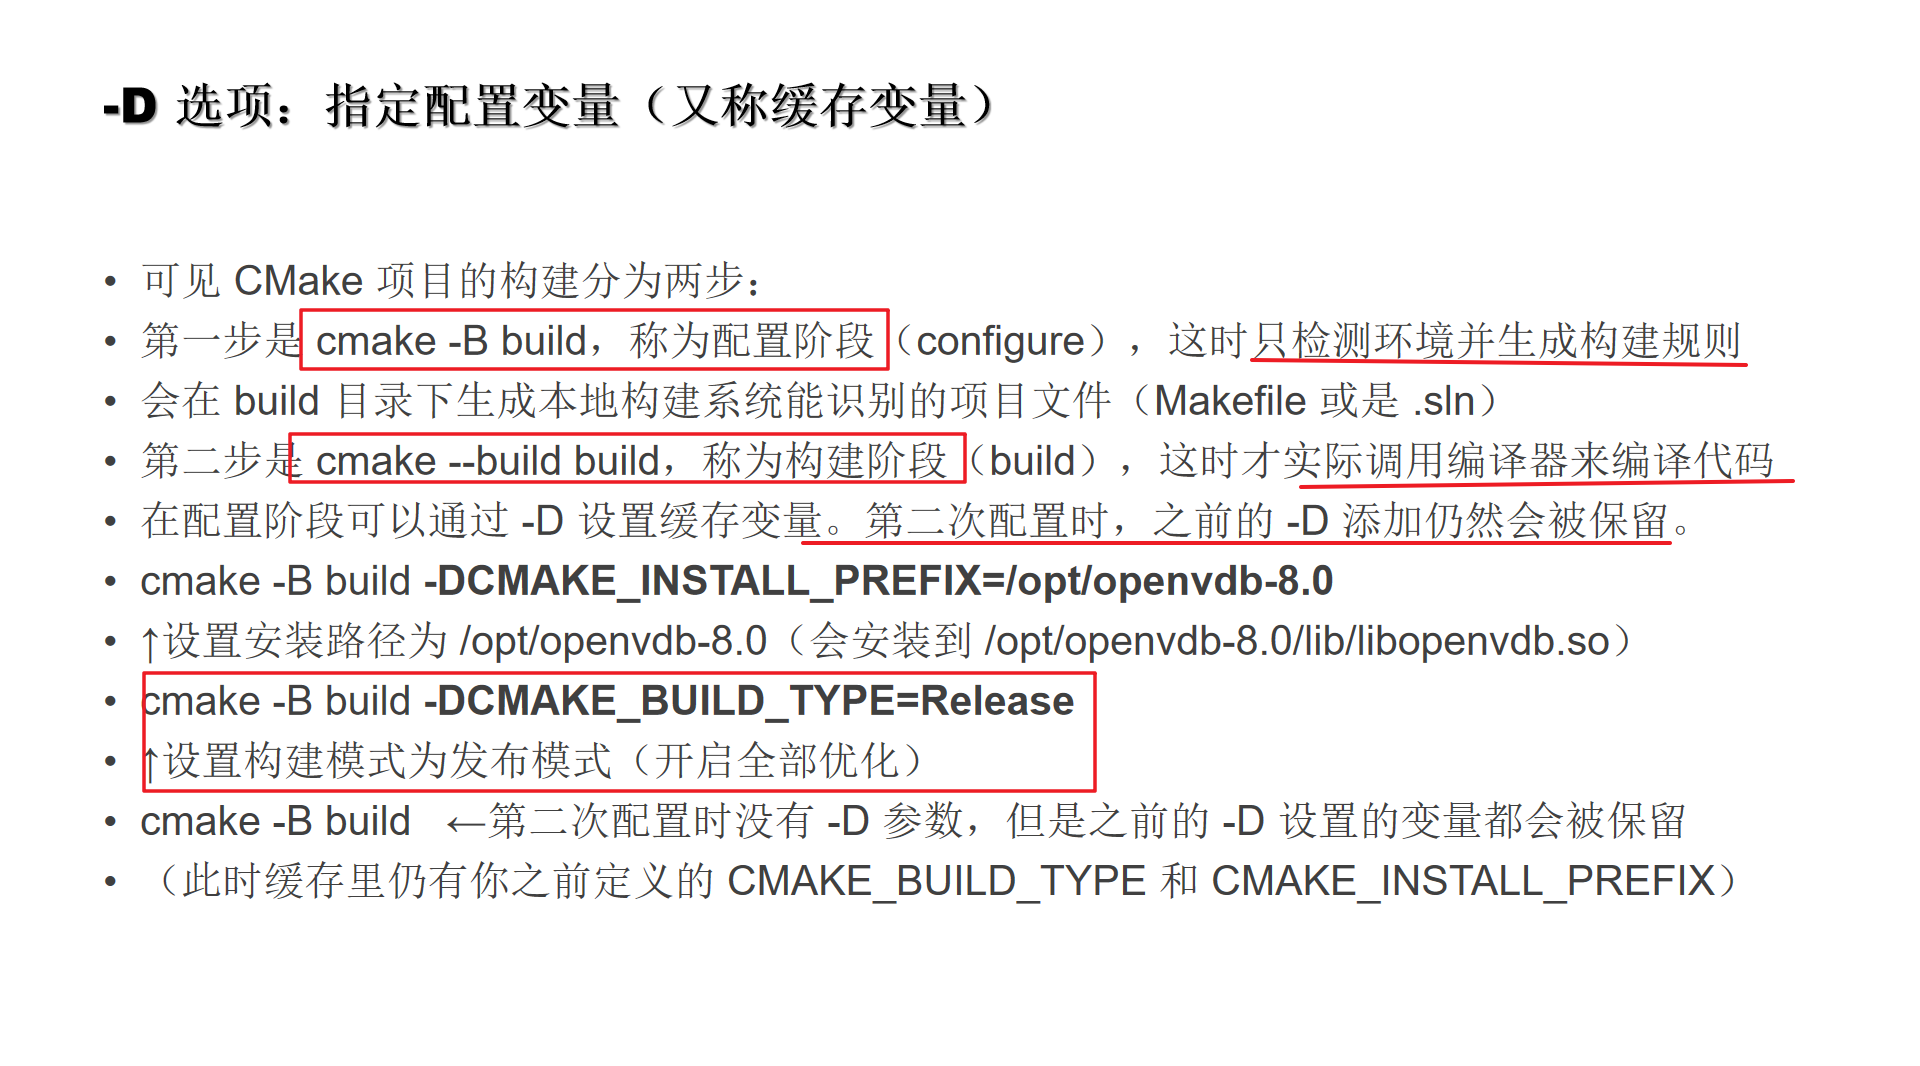 -D 选项：指定配置变量（又称缓存变量）
• 可见 CMake 项目的构建分为两步：
• 第一步是 cmake -B build，称为配置阶段（configure），这时只检测环境并生成构建规则
• 会在 build 目录下生成本地构建系统能识别的项目文件（Makefile 或是 .sln）
• 第二步是 cmake --build build，称为构建阶段（build），这时才实际调用编译器来编译代码
• 在配置阶段可以通过 -D 设置缓存变量。第二次配置时，之前的 -D 添加仍然会被保留。
• cmake -B build -DCMAKE_INSTALL_PREFIX=/opt/openvdb-8.0
• ↑设置安装路径为 /opt/openvdb-8.0（会安装到 /opt/openvdb-8.0/lib/libopenvdb.so）
• cmake -B build -DCMAKE_BUILD_TYPE=Release
• ↑设置构建模式为发布模式（开启全部优化）
• cmake -B build ←第二次配置时没有 -D 参数，但是之前的 -D 设置的变量都会被保留
• （此时缓存里仍有你之前定义的 CMAKE_BUILD_TYPE 和 CMAKE_INSTALL_PREFIX）